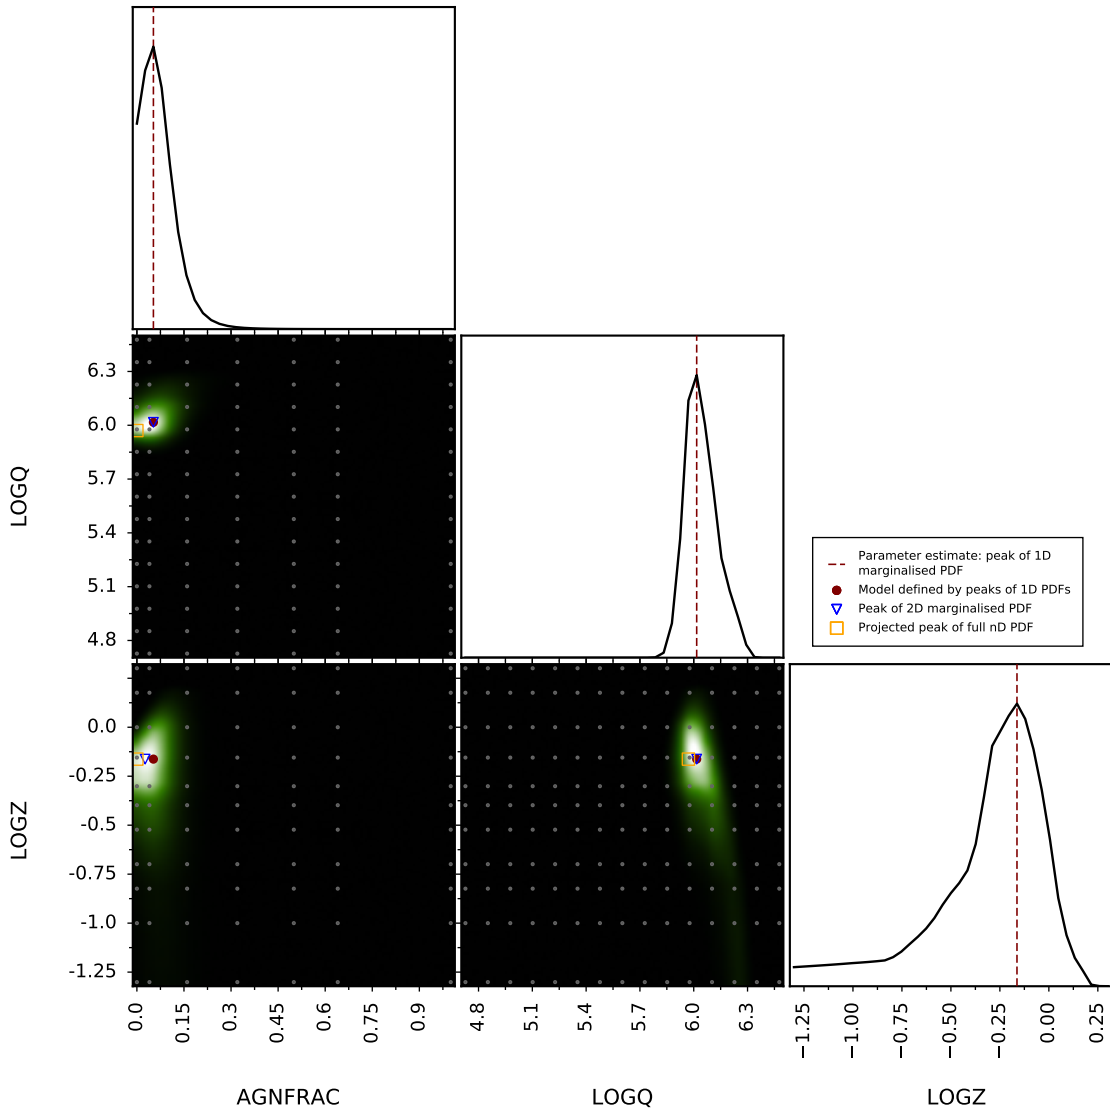 LOGQ
6.3
6.0
5.7
5.4
5.1
4.8
Parameter estimate: peak of 1D
marginalised PDF
Model defined by peaks of 1D PDFs
Peak of 2D marginalised PDF
Projected peak of full nD PDF
LOGZ
0.0
-0.25
-0.5
-0.75
-1.0
-1.25
0.0 0.15 0.3 0.45 0.6 0.75 0.9
4.8 5.1 5.4 5.7 6.0 6.3
−1.25 −1.00 −0.75 −0.50 −0.25 0.00 0.25
AGNFRAC LOGQ LOGZ